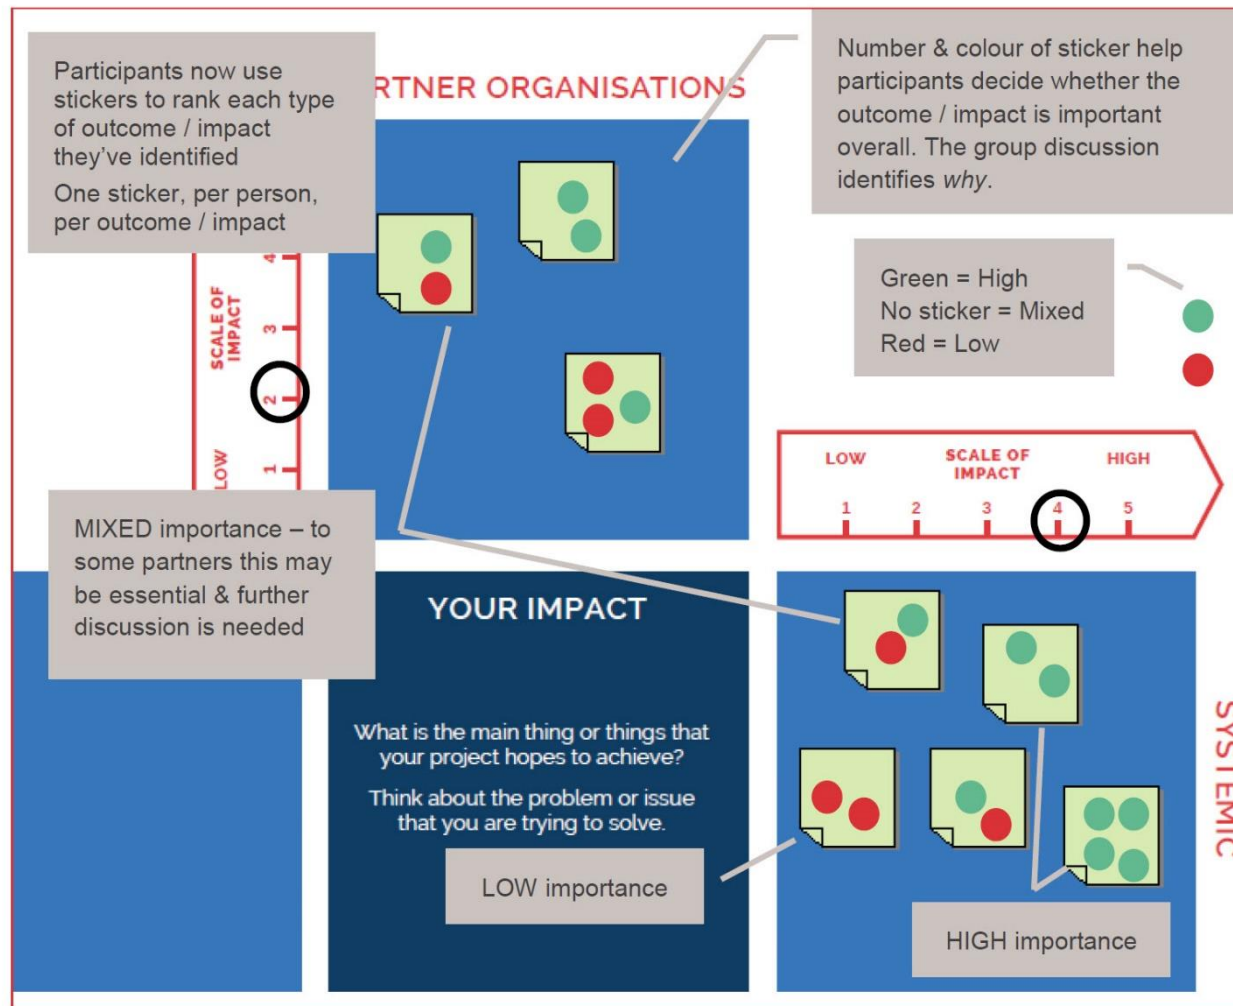 Participants now use
stickers to rank each type
of outcome / impact
they've identified
One sticker, per person,
per outcome / impact
RTNER ORGANISATIONS
Number & colour of sticker help
participants decide whether the
outcome / impact is important
overall. The group discussion
identifies why.
Green = High
No sticker = Mixed
Red = Low
4
3
2
1
SCALE OF
IMPACT
LOW
LOW
SCALE OF
IMPACT
HIGH
1 2 3 4 5
MIXED importance – to
some partners this may
be essential & further
discussion is needed
YOUR IMPACT
What is the main thing or things that
your project hopes to achieve?
Think about the problem or issue
that you are trying to solve.
LOW importance
HIGH importance
SYSTEMIC